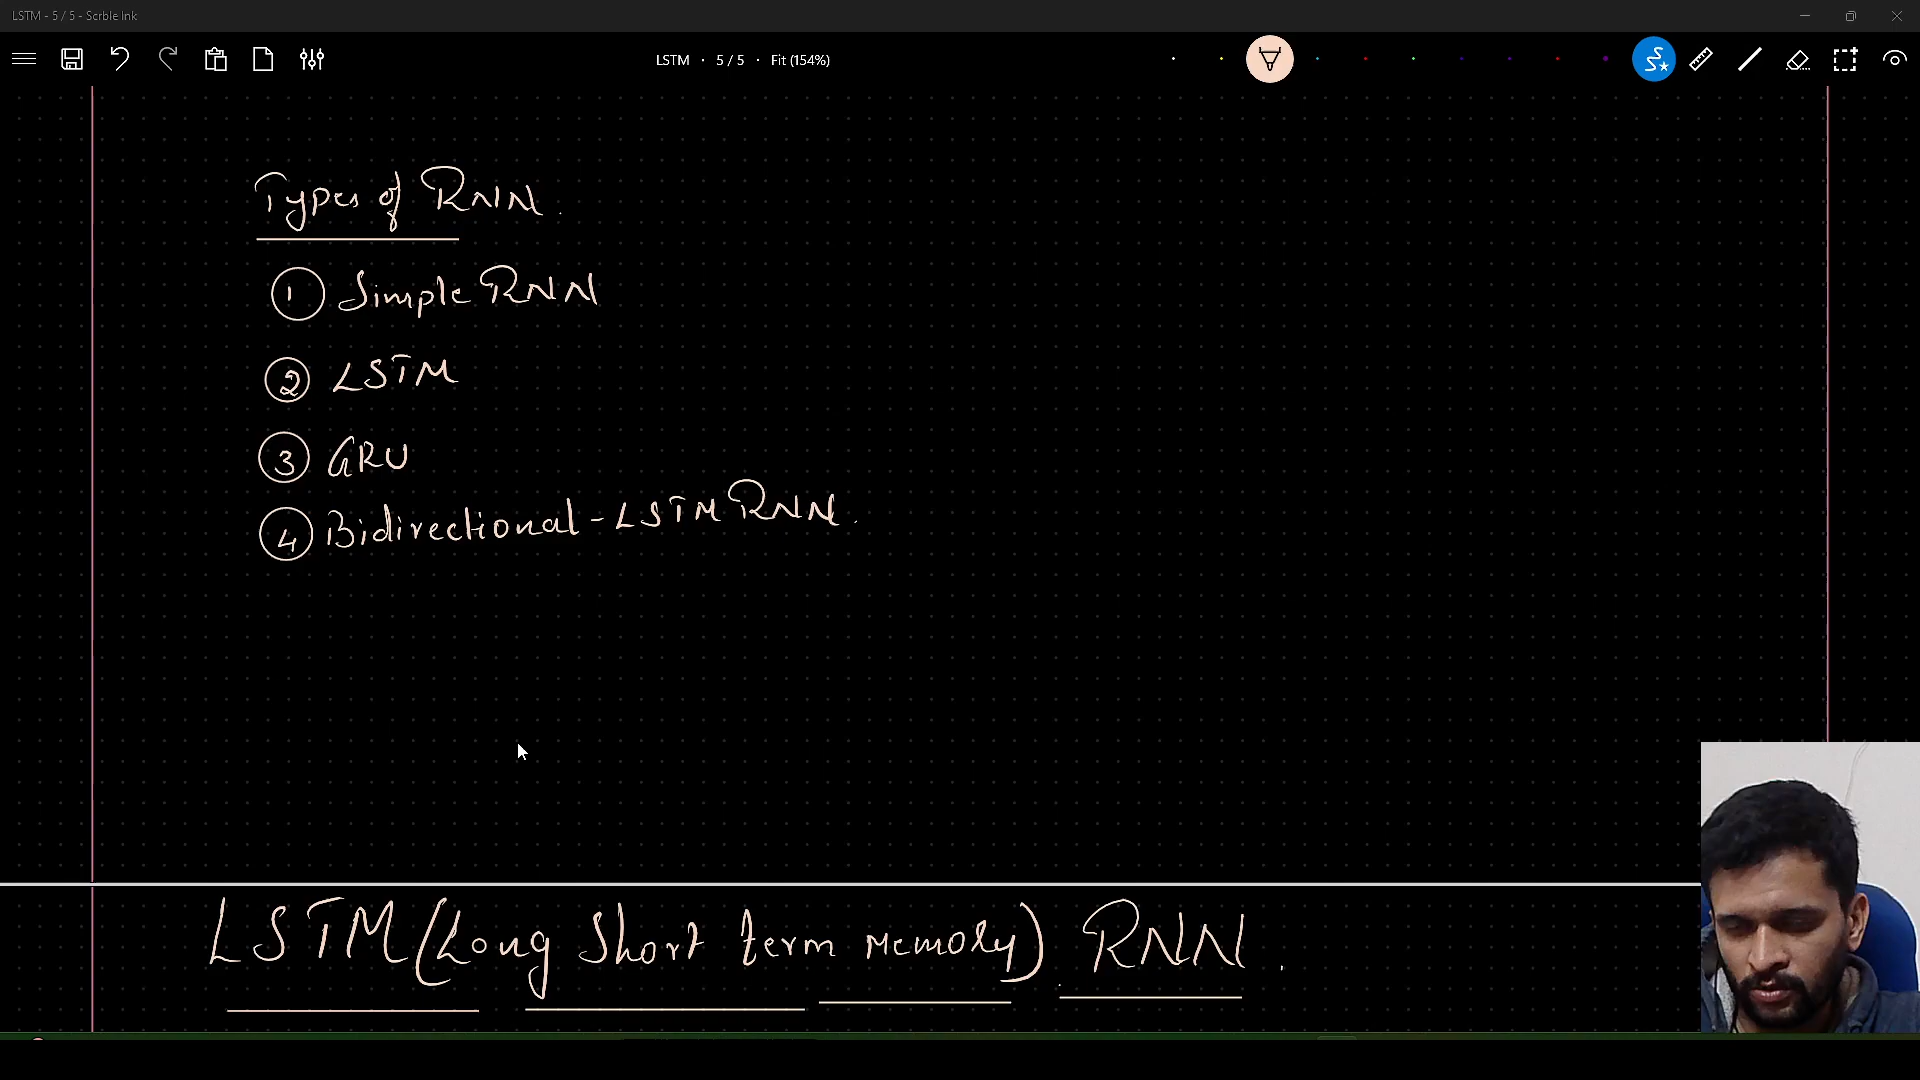 LSTM - 5 / 5 - Scrble Ink
LSTM · 5 / 5 · Fit (154%)
Types of RNN.
1 Simple RNN
2 LSTM
3 GRU
4 Bidirectional - LSTM RNN.
LSTM (Long Short term memory) RNN.